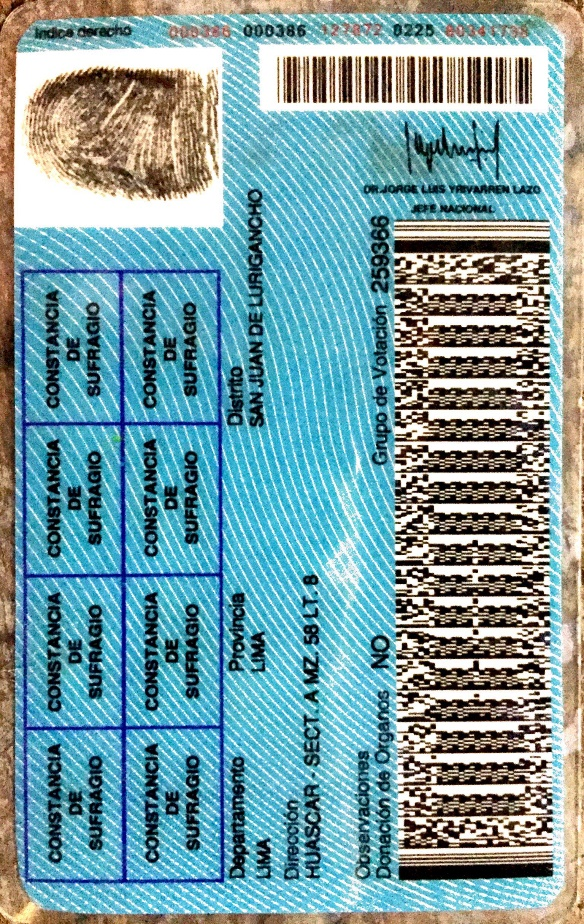 Indice derecho 000386 0225
DR. JORGE LUIS YRIVARREN LAZO
JEFE NACIONAL
CONSTANCIA DE SUFRAGIO
CONSTANCIA DE SUFRAGIO
CONSTANCIA DE SUFRAGIO
CONSTANCIA DE SUFRAGIO
CONSTANCIA DE SUFRAGIO
CONSTANCIA DE SUFRAGIO
CONSTANCIA DE SUFRAGIO
CONSTANCIA DE SUFRAGIO
Departamento Provincia Distrito
LIMA LIMA SAN JUAN DE LURIGANCHO
Dirección
HUASCAR - SECT. A MZ. 58 LT. 8
Observaciones
Donación de Organos NO Grupo de Votación 259366